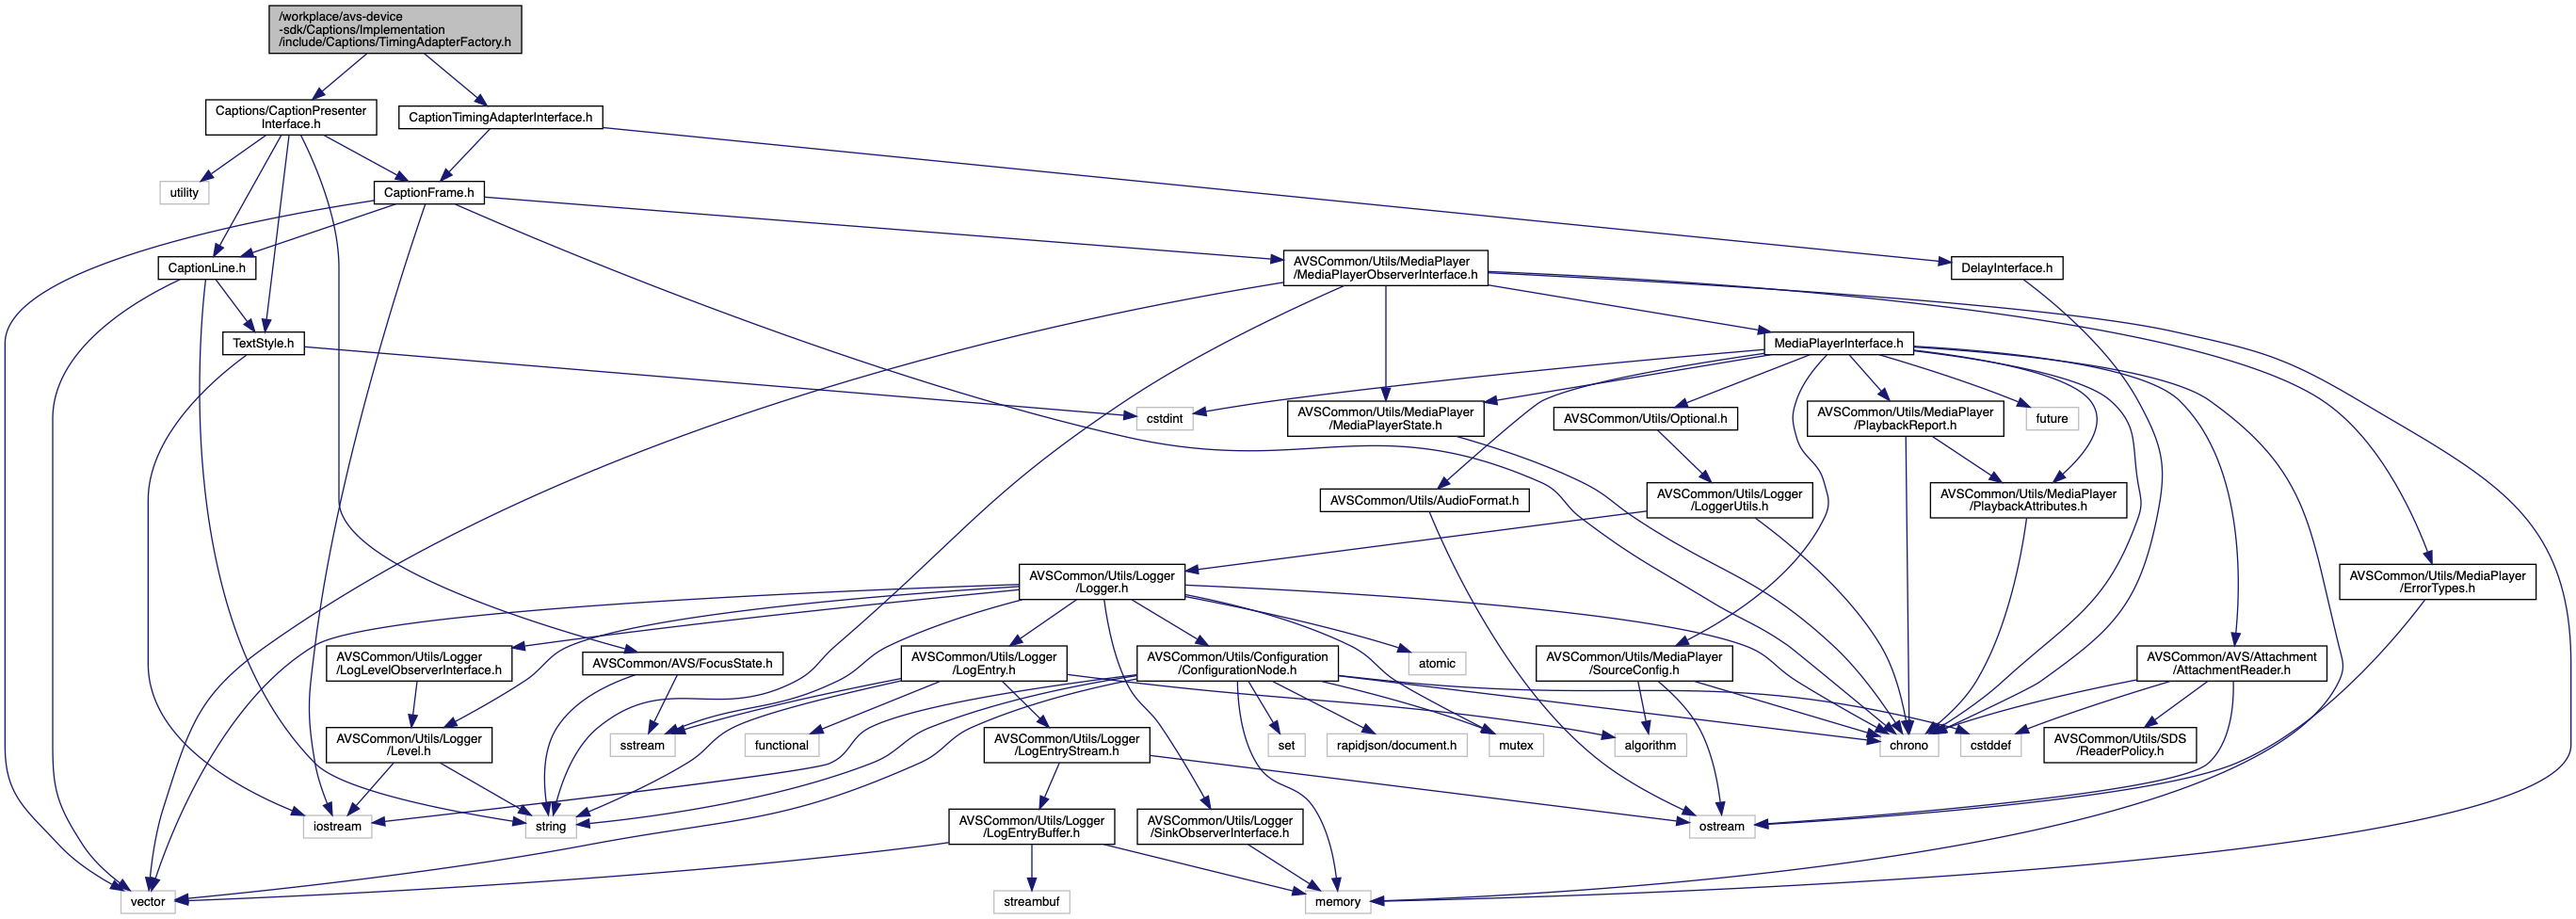 /workplace/avs-device
-sdk/Captions/Implementation
/include/Captions/TimingAdapterFactory.h
Captions/CaptionPresenter
Interface.h
CaptionTimingAdapterInterface.h
utility
CaptionFrame.h
CaptionLine.h
AVSCommon/Utils/MediaPlayer
/MediaPlayerObserverInterface.h
DelayInterface.h
TextStyle.h
MediaPlayerInterface.h
cstdint
AVSCommon/Utils/MediaPlayer
/MediaPlayerState.h
AVSCommon/Utils/Optional.h
AVSCommon/Utils/MediaPlayer
/PlaybackReport.h
future
AVSCommon/Utils/AudioFormat.h
AVSCommon/Utils/Logger
/LoggerUtils.h
AVSCommon/Utils/MediaPlayer
/PlaybackAttributes.h
AVSCommon/Utils/Logger
/Logger.h
AVSCommon/Utils/MediaPlayer
/ErrorTypes.h
AVSCommon/Utils/Logger
/LogLevelObserverInterface.h
AVSCommon/AVS/FocusState.h
AVSCommon/Utils/Logger
/LogEntry.h
AVSCommon/Utils/Configuration
/ConfigurationNode.h
atomic
AVSCommon/Utils/MediaPlayer
/SourceConfig.h
AVSCommon/AVS/Attachment
/AttachmentReader.h
AVSCommon/Utils/Logger
/Level.h
sstream
functional
AVSCommon/Utils/Logger
/LogEntryStream.h
set
rapidjson/document.h
mutex
algorithm
chrono
cstddef
AVSCommon/Utils/SDS
/ReaderPolicy.h
iostream
string
AVSCommon/Utils/Logger
/LogEntryBuffer.h
AVSCommon/Utils/Logger
/SinkObserverInterface.h
ostream
vector
streambuf
memory